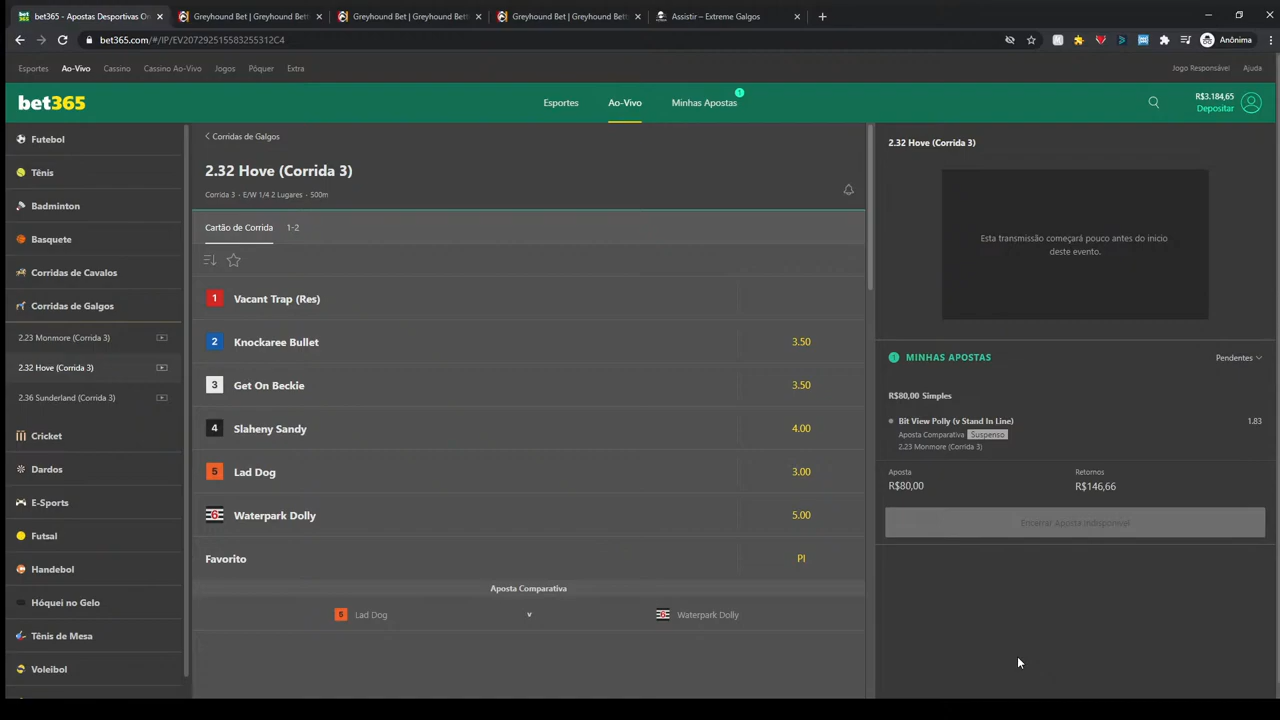 bet365 - Apostas Desportivas On
Greyhound Bet | Greyhound Bett
Greyhound Bet | Greyhound Bett
Greyhound Bet | Greyhound Bett
Assistir – Extreme Galgos
bet365.com/#/IP/EV207292515583255312C4
Anônima
Esportes Ao-Vivo Cassino Cassino Ao-Vivo Jogos Pôquer Extra
Jogo Responsável Ajuda
bet365
Esportes Ao-Vivo Minhas Apostas 1
R$3.184,65
Depositar
Futebol
Tênis
Badminton
Basquete
Corridas de Cavalos
Corridas de Galgos
2.23 Monmore (Corrida 3)
2.32 Hove (Corrida 3)
2.36 Sunderland (Corrida 3)
Cricket
Dardos
E-Sports
Futsal
Handebol
Hóquei no Gelo
Tênis de Mesa
Voleibol
Corridas de Galgos
2.32 Hove (Corrida 3)
Corrida 3 - E/W 1/4 2 Lugares - 500m
Cartão de Corrida 1-2
1 Vacant Trap (Res)
2 Knockaree Bullet 3.50
3 Get On Beckie 3.50
4 Slaheny Sandy 4.00
5 Lad Dog 3.00
6 Waterpark Dolly 5.00
Favorito PI
Aposta Comparativa
5 Lad Dog v 6 Waterpark Dolly
2.32 Hove (Corrida 3)
Esta transmissão começará pouco antes do inicio
deste evento.
1 MINHAS APOSTAS Pendentes
R$80,00 Simples
Bit View Polly (v Stand In Line) 1.83
Aposta Comparativa Suspenso
2.23 Monmore (Corrida 3)
Aposta Retornos
R$80,00 R$146,66
Encerrar Aposta Indisponível